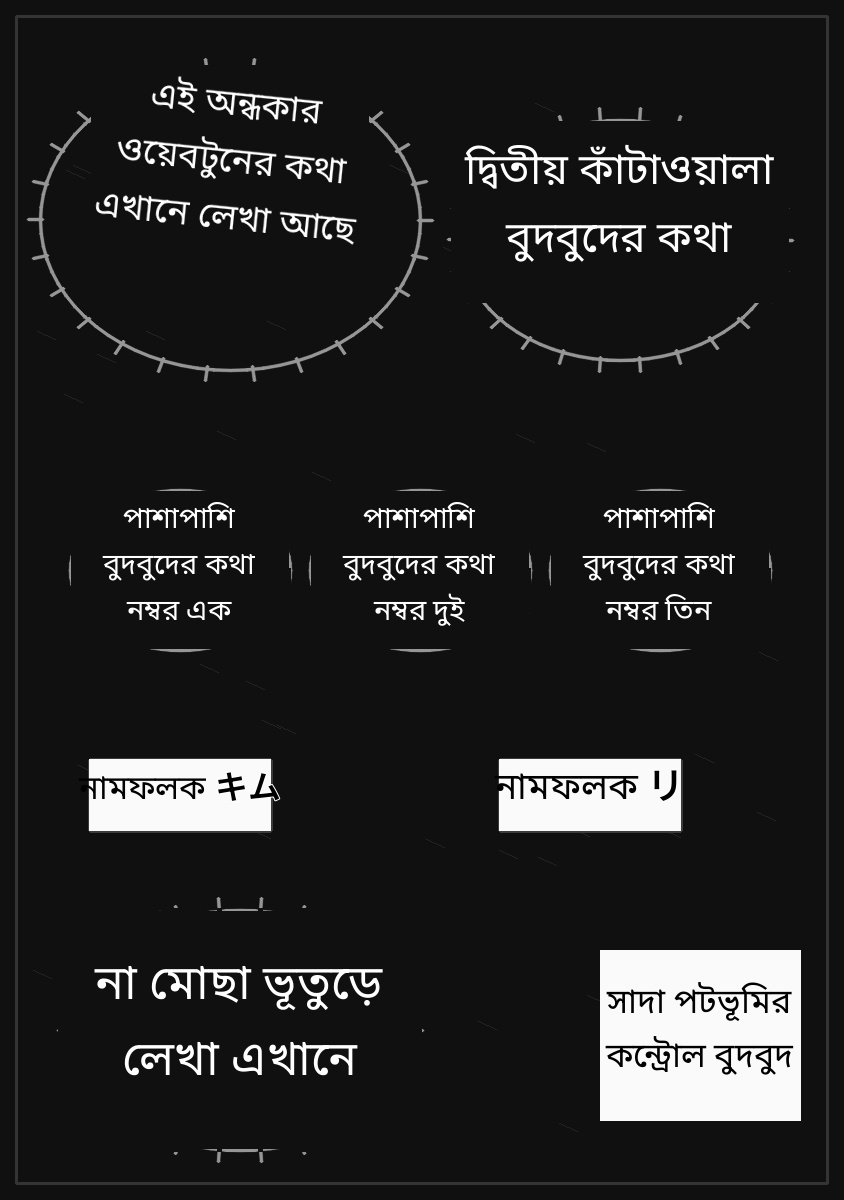 এই অন্ধকার
ওয়েবটুনের কথা
এখানে লেখা আছে
দ্বিতীয় কাঁটাওয়ালা
বুদবুদের কথা
পাশাপাশি
বুদবুদের কথা
নম্বর এক
পাশাপাশি
বুদবুদের কথা
নম্বর দুই
পাশাপাশি
বুদবুদের কথা
নম্বর তিন
নামফলক キム
নামফলক リ
না মোছা ভূতুড়ে
লেখা এখানে
সাদা পটভূমির
কন্ট্রোল বুদবুদ